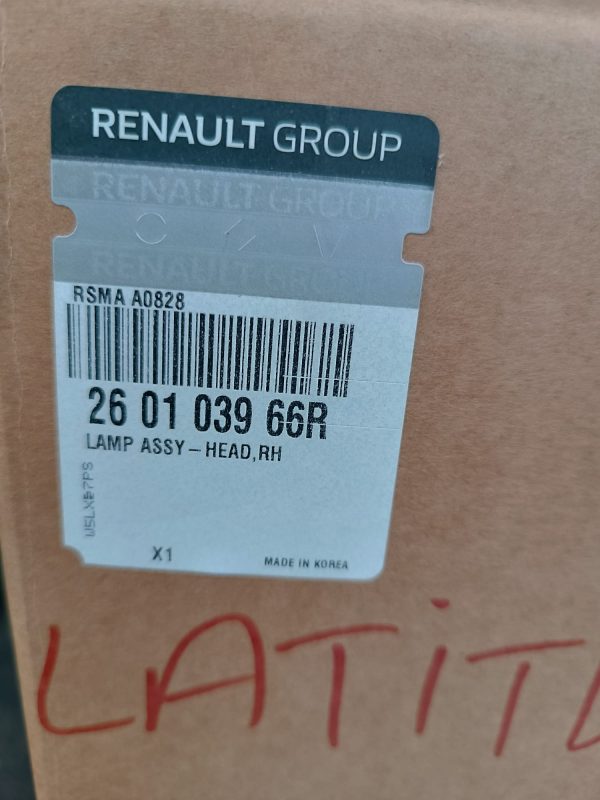 RENAULT GROUP
RENAULT GROUP
RENAULT GROUP
RSMA A0828
26 01 039 66R
LAMP ASSY – HEAD,RH
X1
MADE IN KOREA
LATIT